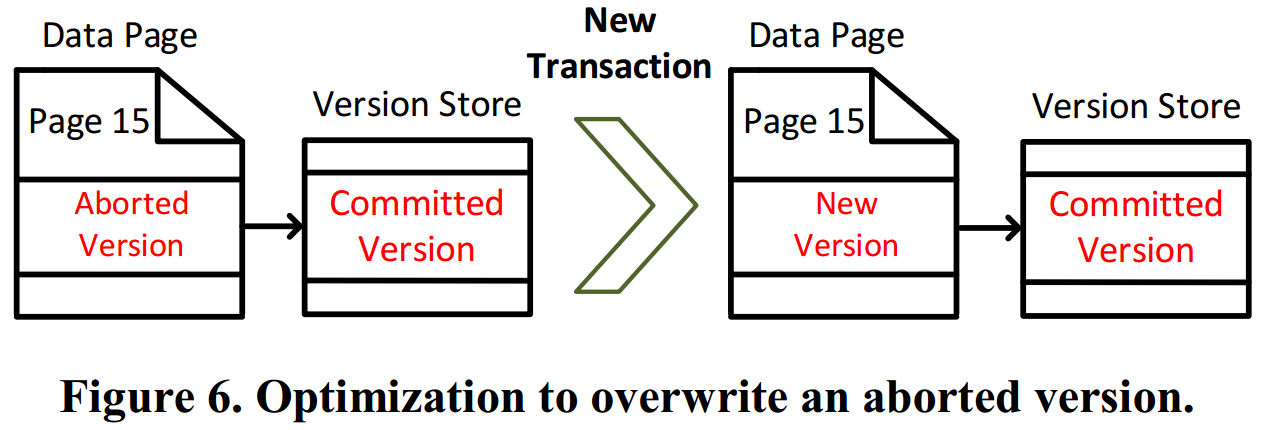 Data Page
Page 15
Aborted
Version
Version Store
Committed
Version
New
Transaction
Data Page
Page 15
New
Version
Version Store
Committed
Version
Figure 6. Optimization to overwrite an aborted version.